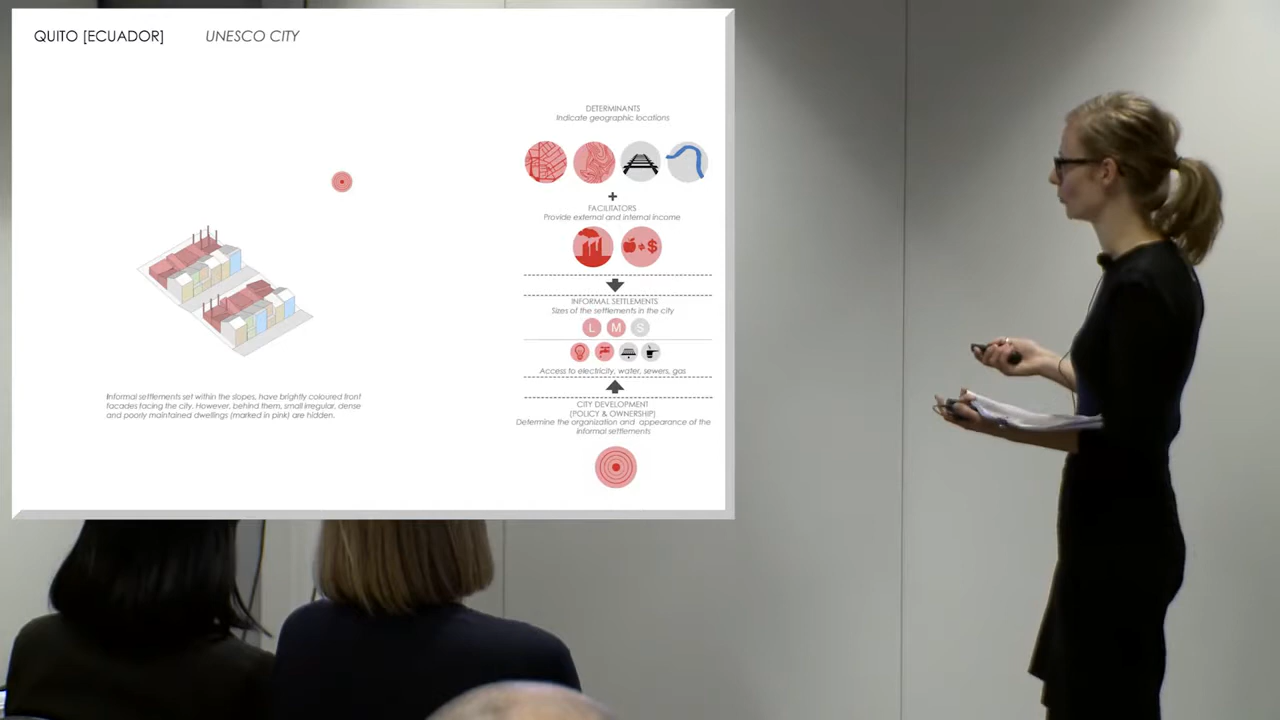 QUITO [ECUADOR] UNESCO CITY
DETERMINANTS
Indicate geographic locations
+
FACILITATORS
Provide external and internal income
$
INFORMAL SETTLEMENTS
Sizes of the settlements in the city
L M S
Access to electricity, water, sewers, gas
CITY DEVELOPMENT
[POLICY & OWNERSHIP]
Determine the organization and appearance of the
informal settlements
Informal settlements set within the slopes, have brightly coloured front
facades facing the city. However, behind them, small irregular, dense
and poorly maintained dwellings (marked in pink) are hidden.